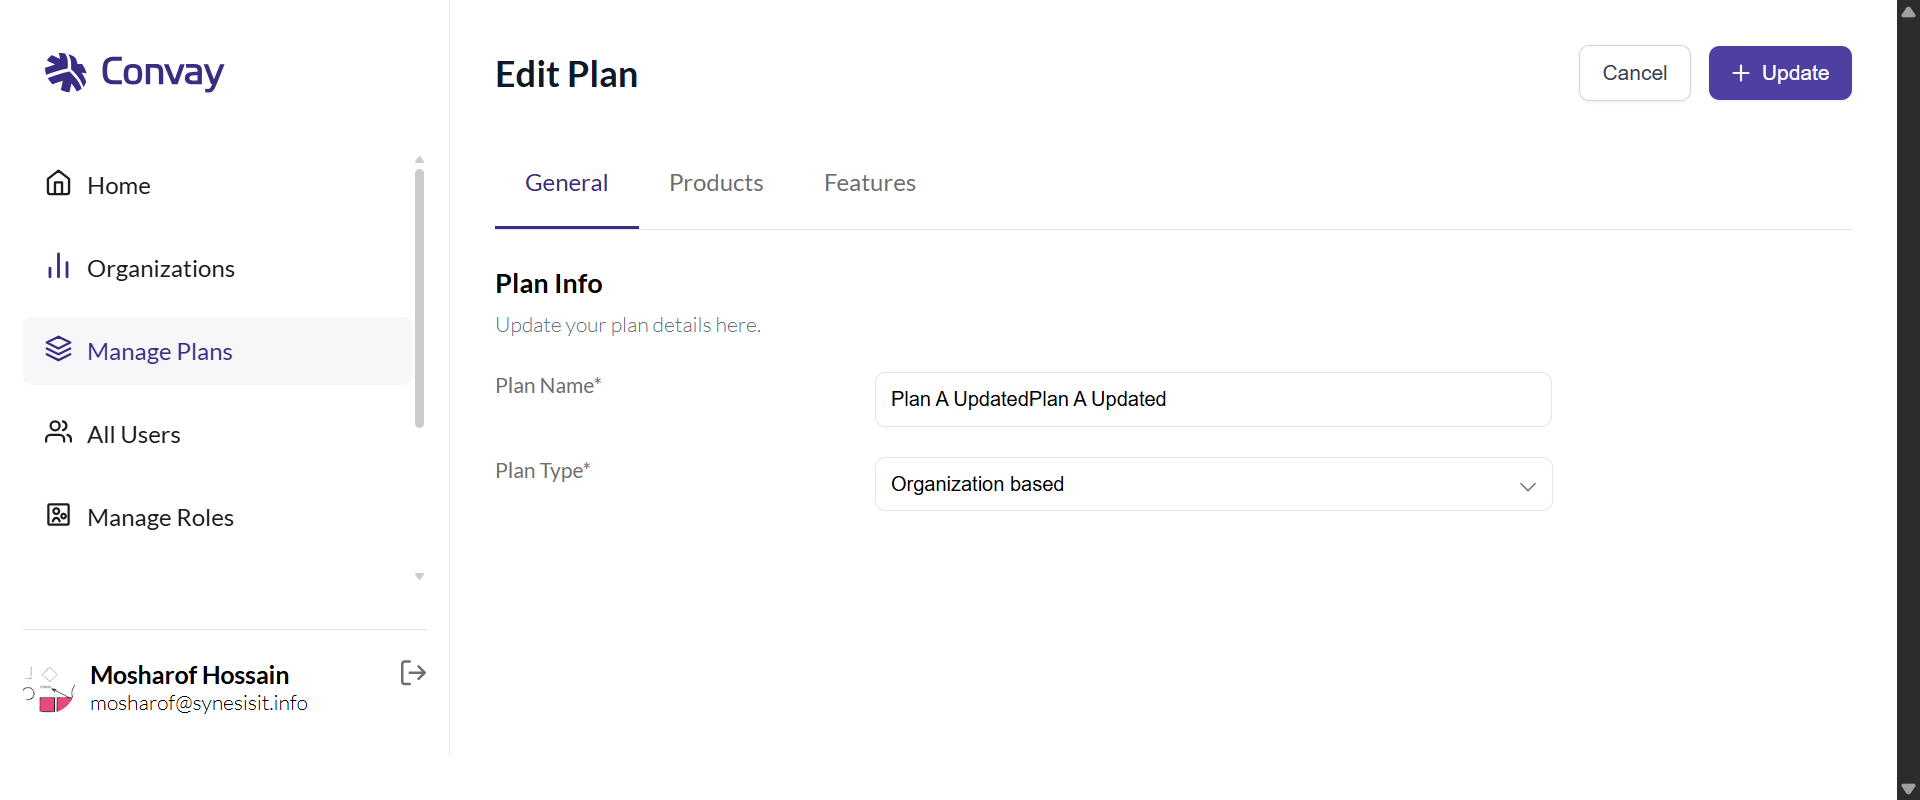 Convay
Home
Organizations
Manage Plans
All Users
Manage Roles
Mosharof Hossain
mosharof@synesisit.info
Edit Plan
Cancel
+ Update
General
Products
Features
Plan Info
Update your plan details here.
Plan Name*
Plan A UpdatedPlan A Updated
Plan Type*
Organization based